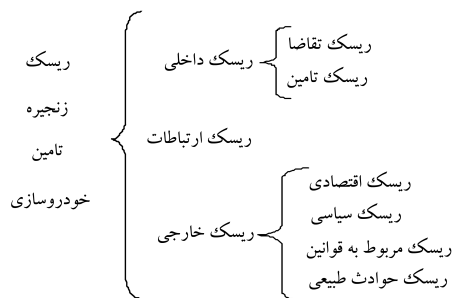 ریسک
زنجیره
تامین
خودروسازی
ریسک داخلی
ریسک تقاضا
ریسک تامین
ریسک ارتباطات
ریسک خارجی
ریسک اقتصادی
ریسک سیاسی
ریسک مربوط به قوانین
ریسک حوادث طبیعی